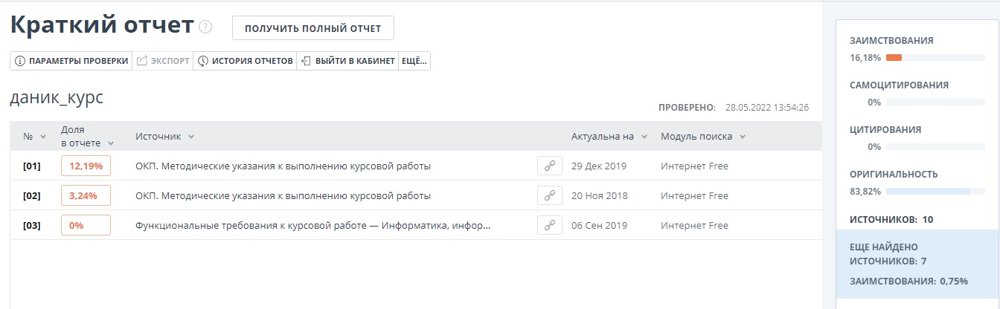 Краткий отчет ?
ПОЛУЧИТЬ ПОЛНЫЙ ОТЧЕТ
ПАРАМЕТРЫ ПРОВЕРКИ ЭКСПОРТ ИСТОРИЯ ОТЧЕТОВ ВЫЙТИ В КАБИНЕТ ЕЩЁ...
даник_курс
ПРОВЕРЕНО: 28.05.2022 13:54:26
№ Доля в отчете Источник Актуальна на Модуль поиска
[01] 12,19% ОКП. Методические указания к выполнению курсовой работы 29 Дек 2019 Интернет Free
[02] 3,24% ОКП. Методические указания к выполнению курсовой работы 20 Ноя 2018 Интернет Free
[03] 0% Функциональные требования к курсовой работе — Информатика, инфор... 06 Сен 2019 Интернет Free
ЗАИМСТВОВАНИЯ
16,18%
САМОЦИТИРОВАНИЯ
0%
ЦИТИРОВАНИЯ
0%
ОРИГИНАЛЬНОСТЬ
83,82%
ИСТОЧНИКОВ: 10
ЕЩЕ НАЙДЕНО
ИСТОЧНИКОВ: 7
ЗАИМСТВОВАНИЯ: 0,75%